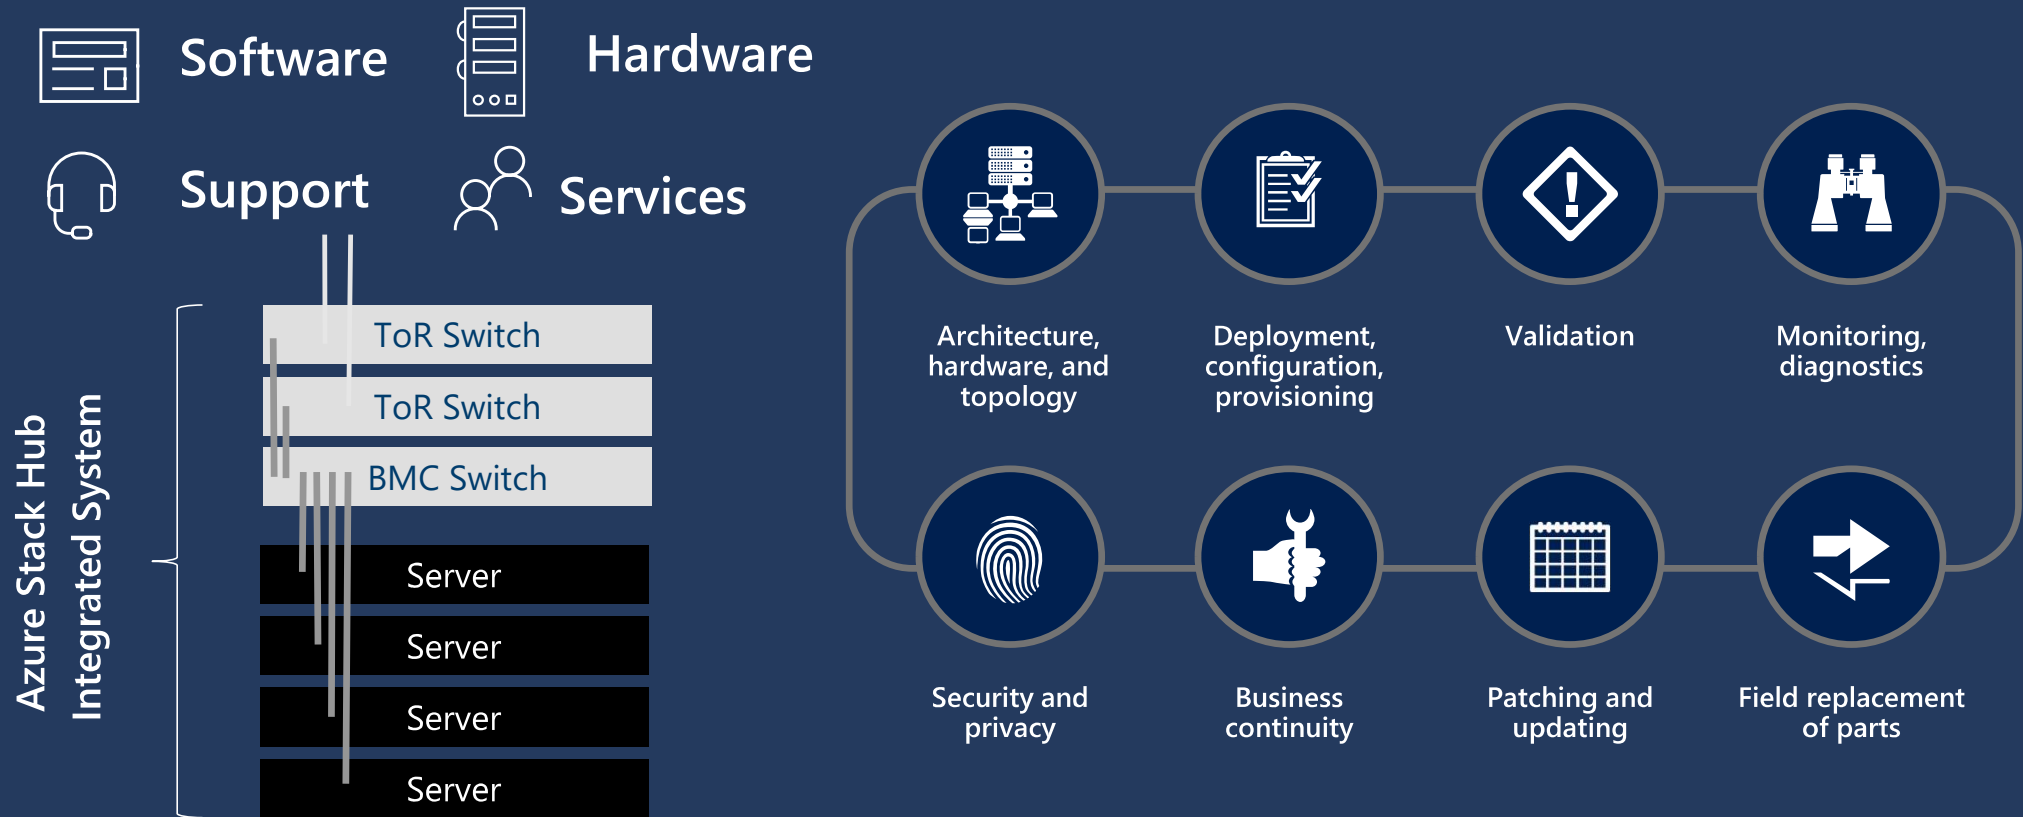 Software
Hardware
Support
Services
Azure Stack Hub
Integrated System
ToR Switch
ToR Switch
BMC Switch
Server
Server
Server
Server
Architecture,
hardware, and
topology
Deployment,
configuration,
provisioning
Validation
Monitoring,
diagnostics
Security and
privacy
Business
continuity
Patching and
updating
Field replacement
of parts